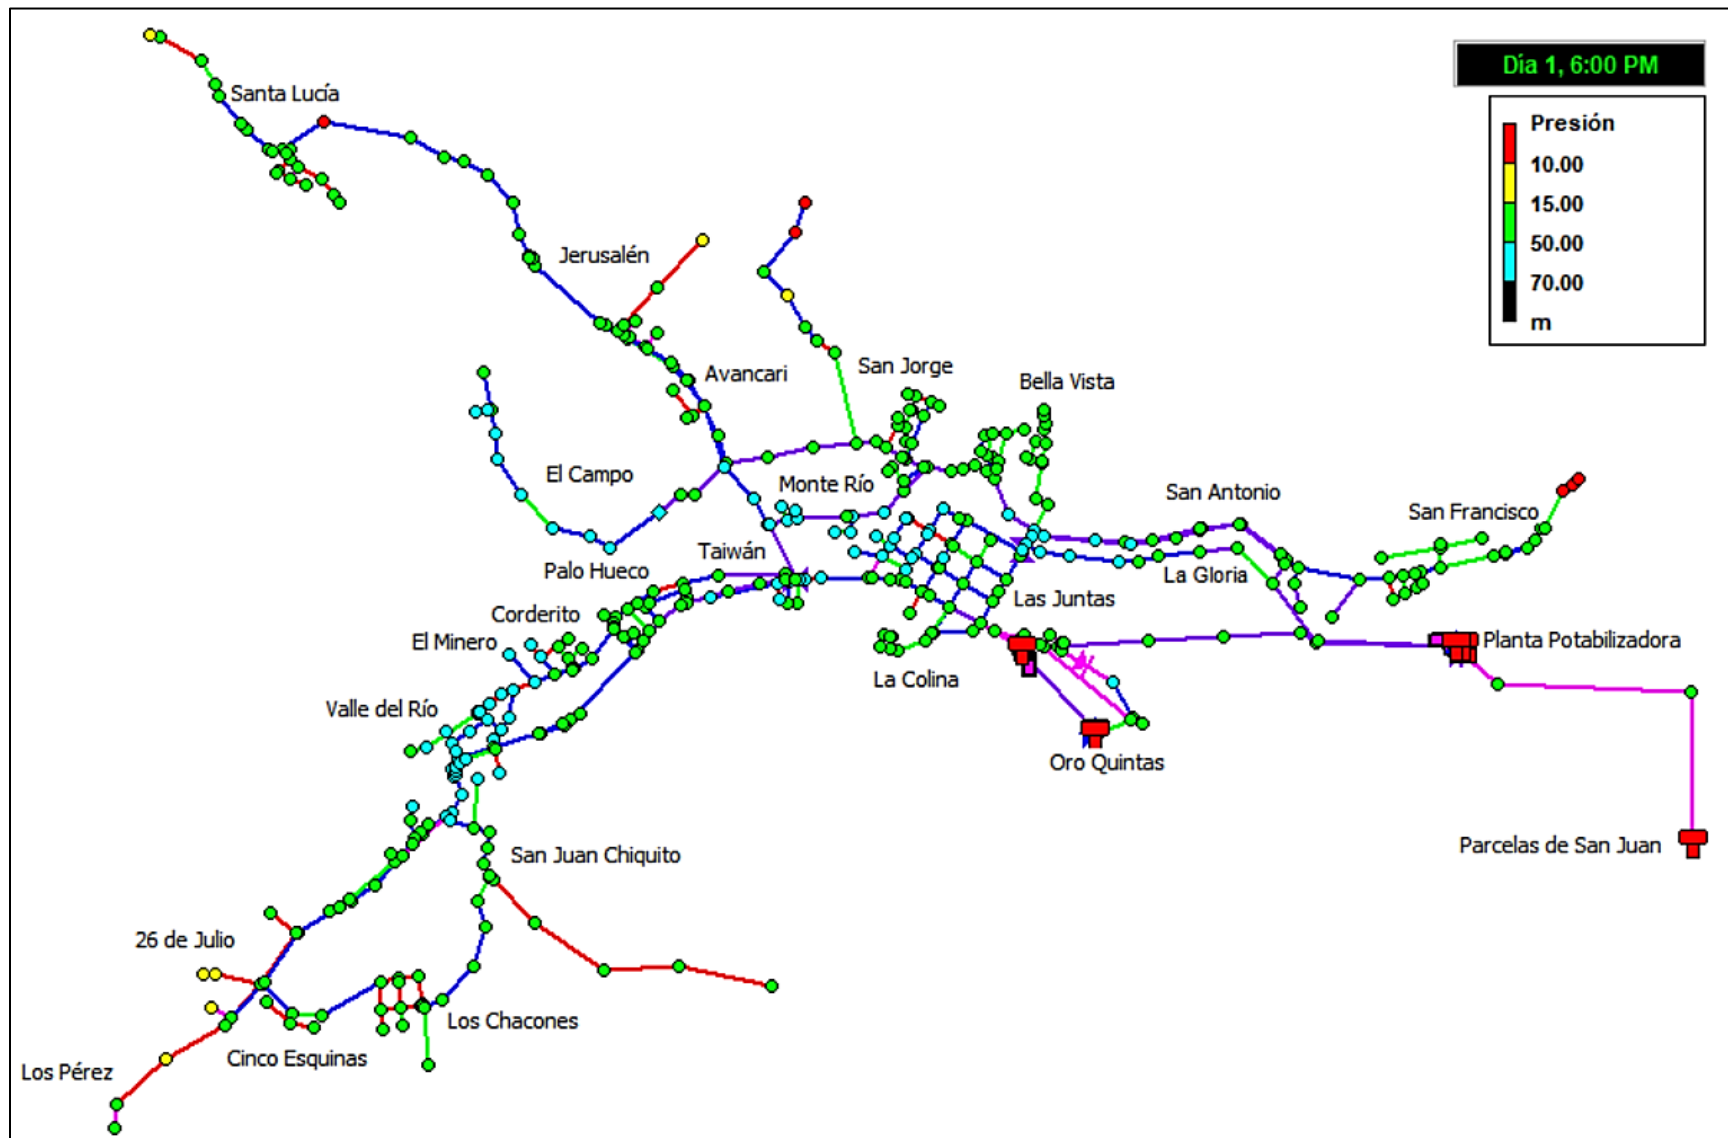 Día 1, 6:00 PM
Presión
10.00
15.00
50.00
70.00
m
Santa Lucía
Jerusalén
Avancari
San Jorge
Bella Vista
El Campo
Monte Río
San Antonio
San Francisco
Taiwán
Palo Hueco
La Gloria
Las Juntas
Corderito
El Minero
Planta Potabilizadora
La Colina
Valle del Río
Oro Quintas
San Juan Chiquito
Parcelas de San Juan
26 de Julio
Los Chacones
Cinco Esquinas
Los Pérez